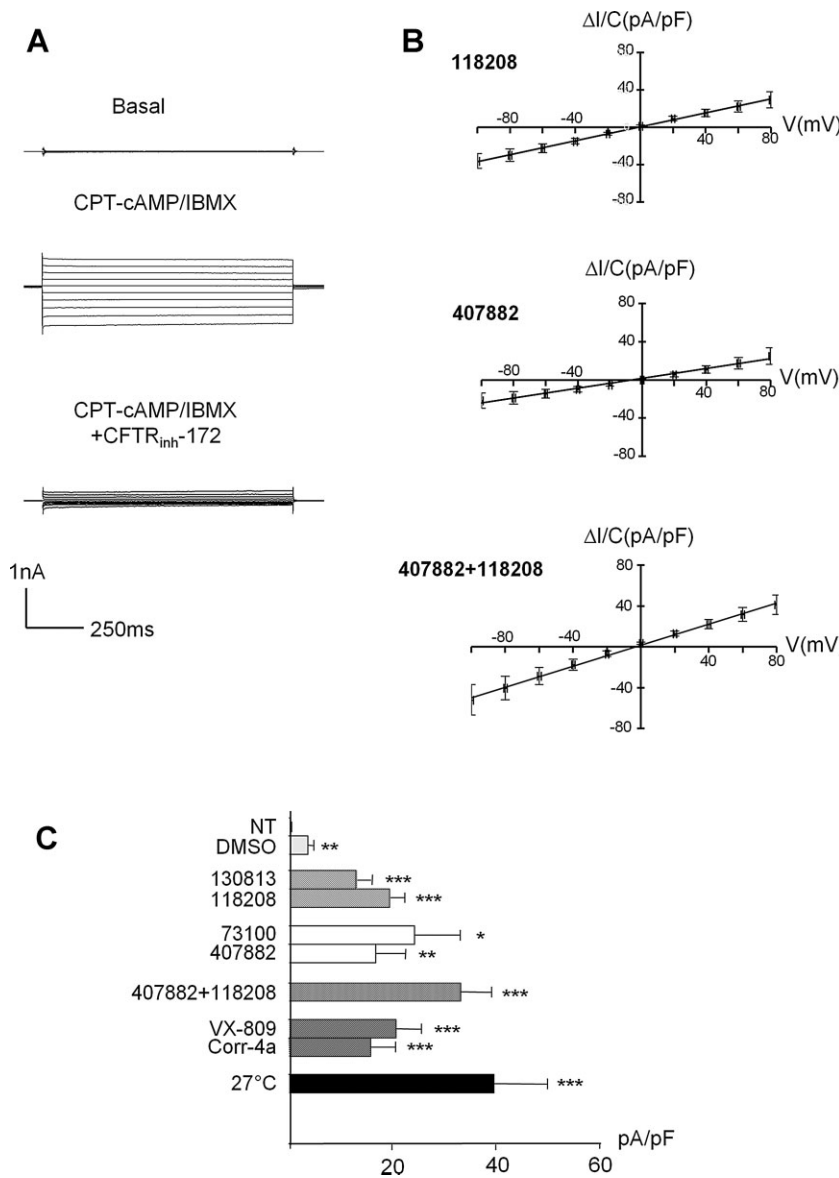 A
Basal
CPT-cAMP/IBMX
CPT-cAMP/IBMX
+CFTRinh-172
1nA
250ms
B
ΔI/C(pA/pF)
118208
80
40
-80
-40
40
80
V(mV)
-40
-80
ΔI/C(pA/pF)
407882
80
40
-80
-40
40
80
V(mV)
-40
-80
ΔI/C(pA/pF)
407882+118208
80
40
-80
-40
40
80
V(mV
-40
-80
C
NT
DMSO
**
130813
***
118208
***
73100
*
407882
**
407882+118208
***
VX-809
***
Corr-4a
***
27°C
***
pA/pF
20
40
60